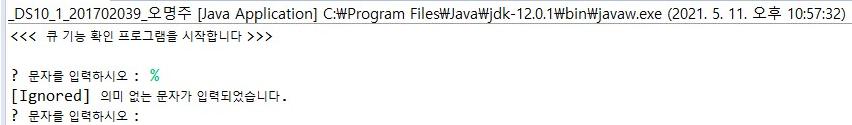 _DS10_1_201702039_오명주 [Java Application] C:₩Program Files₩Java₩jdk-12.0.1₩bin₩javaw.exe (2021. 5. 11. 오후 10:57:32)
<<< 큐 기능 확인 프로그램을 시작합니다 >>>
? 문자를 입력하시오 : %
[Ignored] 의미 없는 문자가 입력되었습니다.
? 문자를 입력하시오 :